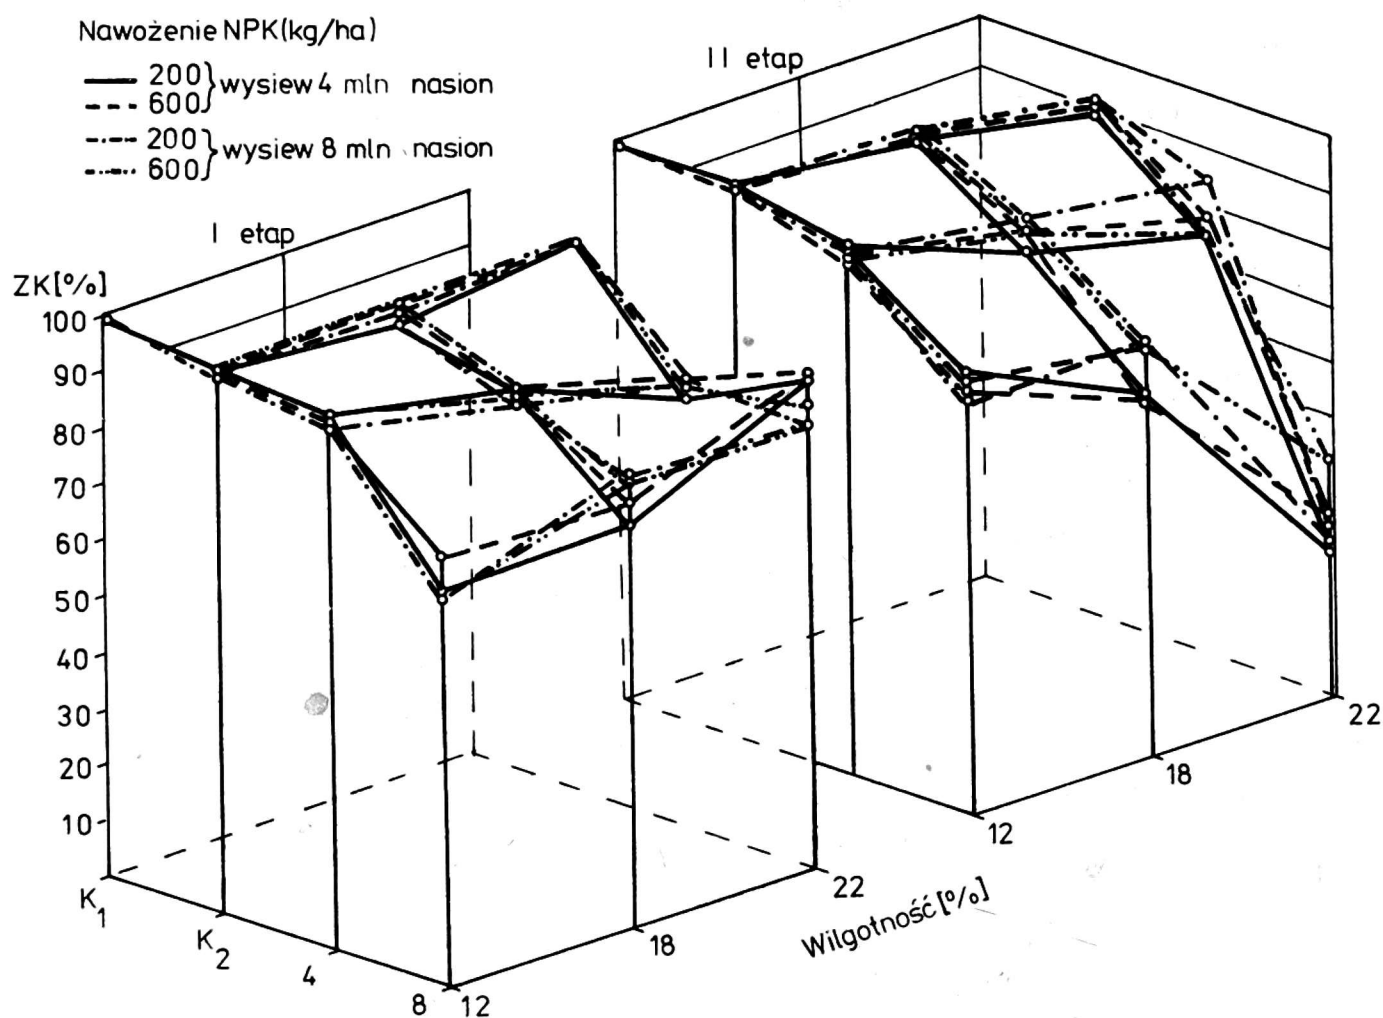 Nawożenie NPK(kg/ha)
200} wysiew 4 mln nasion
600
200} wysiew 8 mln nasion
600
II etap
I etap
ZK[%]
100
90
80
70
60
50
40
30
20
10
K1
K2
4
8
12
18
22
12
18
22
Wilgotność[%]